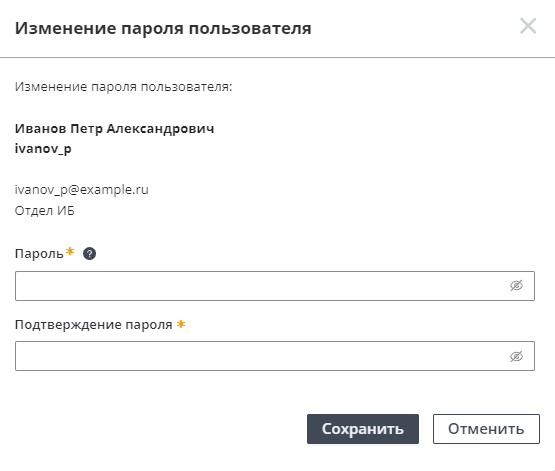 Изменение пароля пользователя
Изменение пароля пользователя:
Иванов Петр Александрович
ivanov_p
ivanov_p@example.ru
Отдел ИБ
Пароль* ?
Подтверждение пароля *
Сохранить Отменить